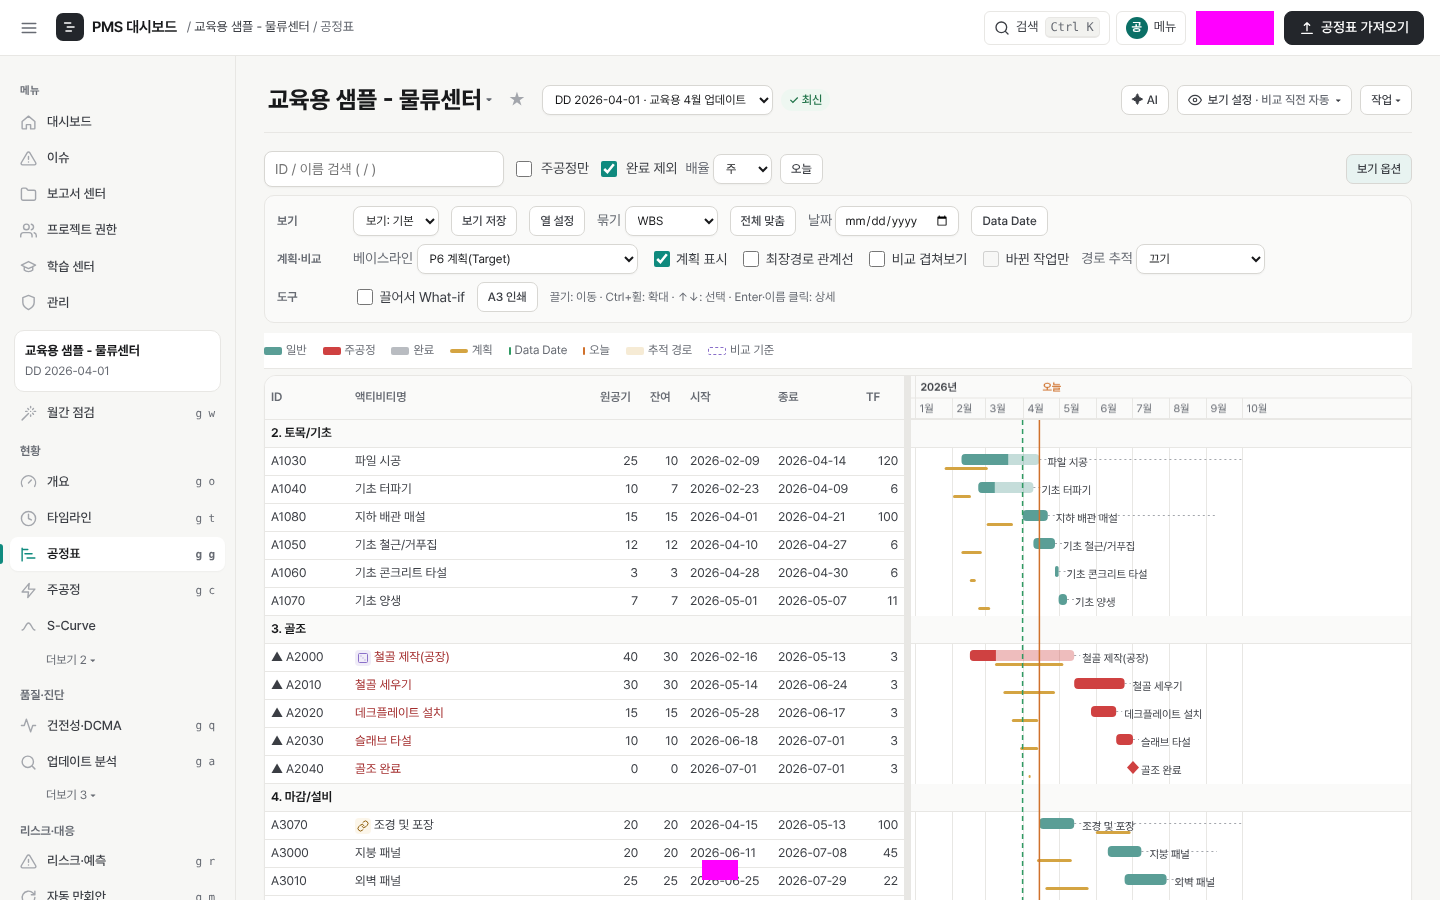 PMS 대시보드 / 교육용 샘플 - 물류센터 / 공정표
검색 Ctrl K
공 메뉴
공정표 가져오기
메뉴
대시보드
이슈
보고서 센터
프로젝트 권한
학습 센터
관리
교육용 샘플 - 물류센터
DD 2026-04-01
월간 점검 g w
현황
개요 g o
타임라인 g t
공정표 g g
주공정 g c
S-Curve
더보기 2
품질·진단
건전성·DCMA g q
업데이트 분석 g a
더보기 3
리스크·대응
리스크·예측 g r
자동 만회안 g m
교육용 샘플 - 물류센터
DD 2026-04-01 · 교육용 4월 업데이트
✓ 최신
AI
보기 설정 · 비교 직전 자동
작업
ID / 이름 검색 ( / )
주공정만 완료 제외 배율 주 오늘 보기 옵션
보기 보기: 기본 보기 저장 열 설정 묶기 WBS 전체 맞춤 날짜 mm/dd/yyyy Data Date
계획·비교 베이스라인 P6 계획(Target) 계획 표시 최장경로 관계선 비교 겹쳐보기 바뀐 작업만 경로 추적 끄기
도구 끌어서 What-if A3 인쇄 끌기: 이동 · Ctrl+휠: 확대 · ↑↓: 선택 · Enter·이름 클릭: 상세
일반 주공정 완료 계획 Data Date 오늘 추적 경로 비교 기준
ID 액티비티명 원공기 잔여 시작 종료 TF
2. 토목/기초
A1030 파일 시공 25 10 2026-02-09 2026-04-14 120
A1040 기초 터파기 10 7 2026-02-23 2026-04-09 6
A1080 지하 배관 매설 15 15 2026-04-01 2026-04-21 100
A1050 기초 철근/거푸집 12 12 2026-04-10 2026-04-27 6
A1060 기초 콘크리트 타설 3 3 2026-04-28 2026-04-30 6
A1070 기초 양생 7 7 2026-05-01 2026-05-07 11
3. 골조
▲ A2000 철골 제작(공장) 40 30 2026-02-16 2026-05-13 3
▲ A2010 철골 세우기 30 30 2026-05-14 2026-06-24 3
▲ A2020 데크플레이트 설치 15 15 2026-05-28 2026-06-17 3
▲ A2030 슬래브 타설 10 10 2026-06-18 2026-07-01 3
▲ A2040 골조 완료 0 0 2026-07-01 2026-07-01 3
4. 마감/설비
A3070 조경 및 포장 20 20 2026-04-15 2026-05-13 100
A3000 지붕 패널 20 20 2026-06-11 2026-07-08 45
A3010 외벽 패널 25 25 2026-06-25 2026-07-29 22
2026년 오늘
1월 2월 3월 4월 5월 6월 7월 8월 9월 10월
파일 시공
기초 터파기
지하 배관 매설
기초 철근/거푸집
기초 콘크리트 타설
기초 양생
철골 제작(공장)
철골 세우기
데크플레이트 설치
슬래브 타설
골조 완료
조경 및 포장
지붕 패널
외벽 패널